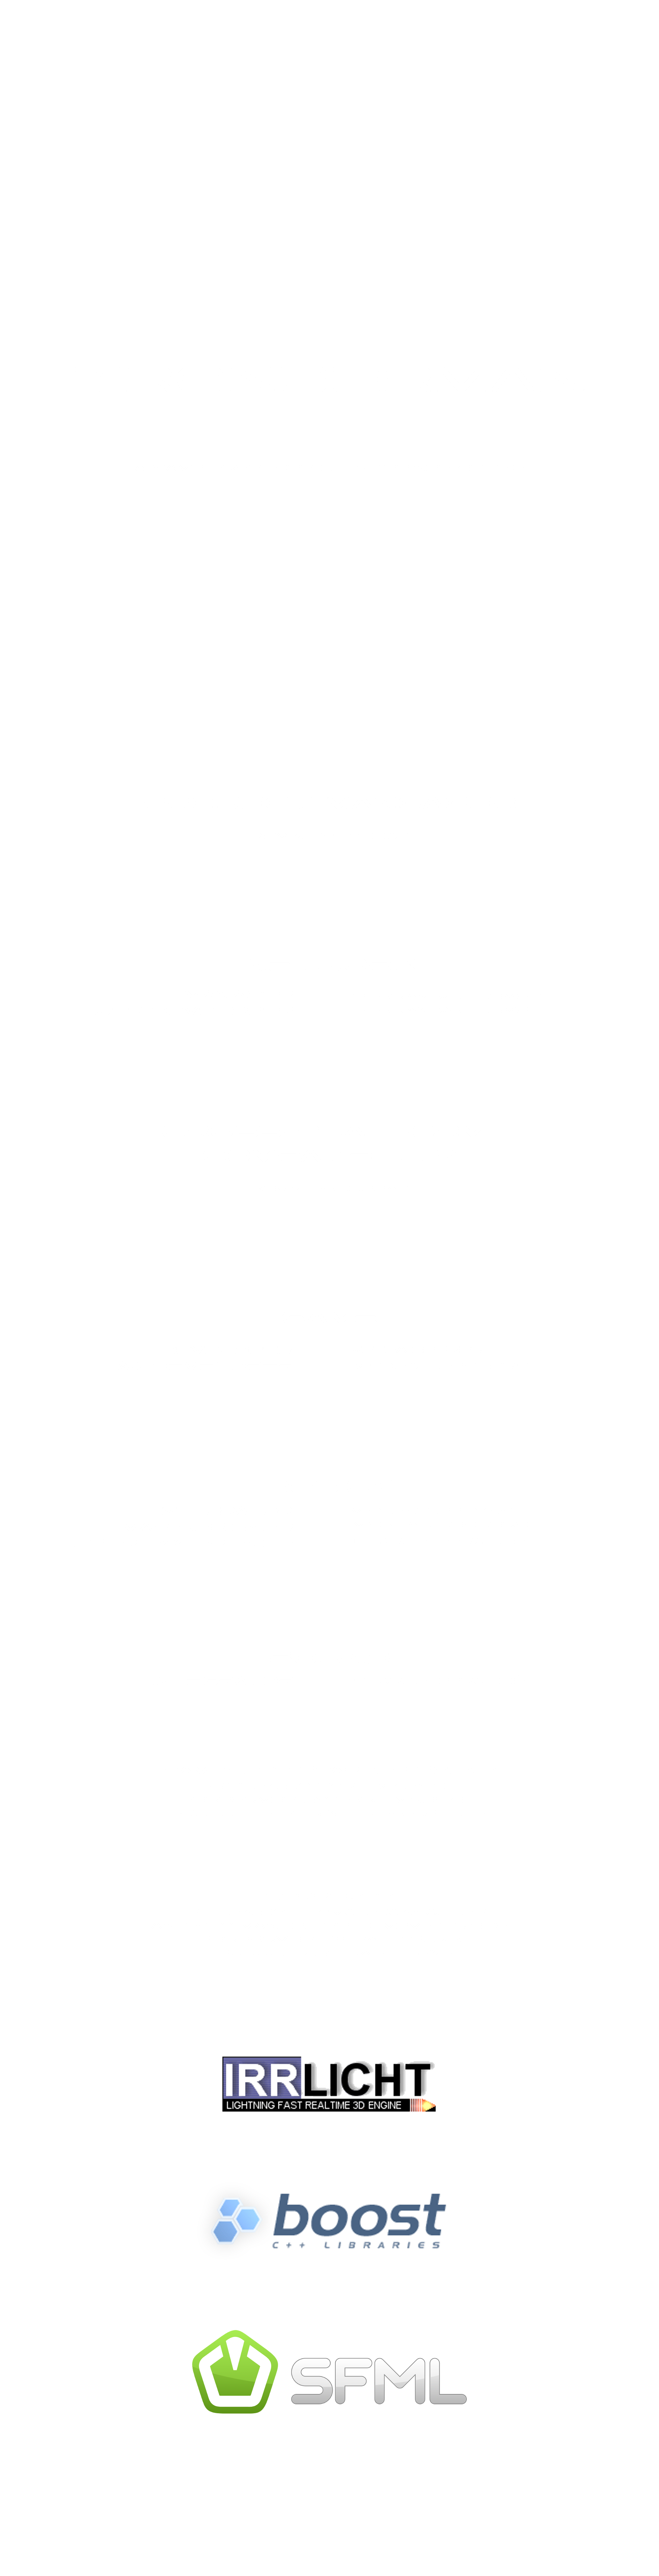 IRRLICHT
LIGHTNING FAST REALTIME 3D ENGINE
boost
C++ LIBRARIES
SFML